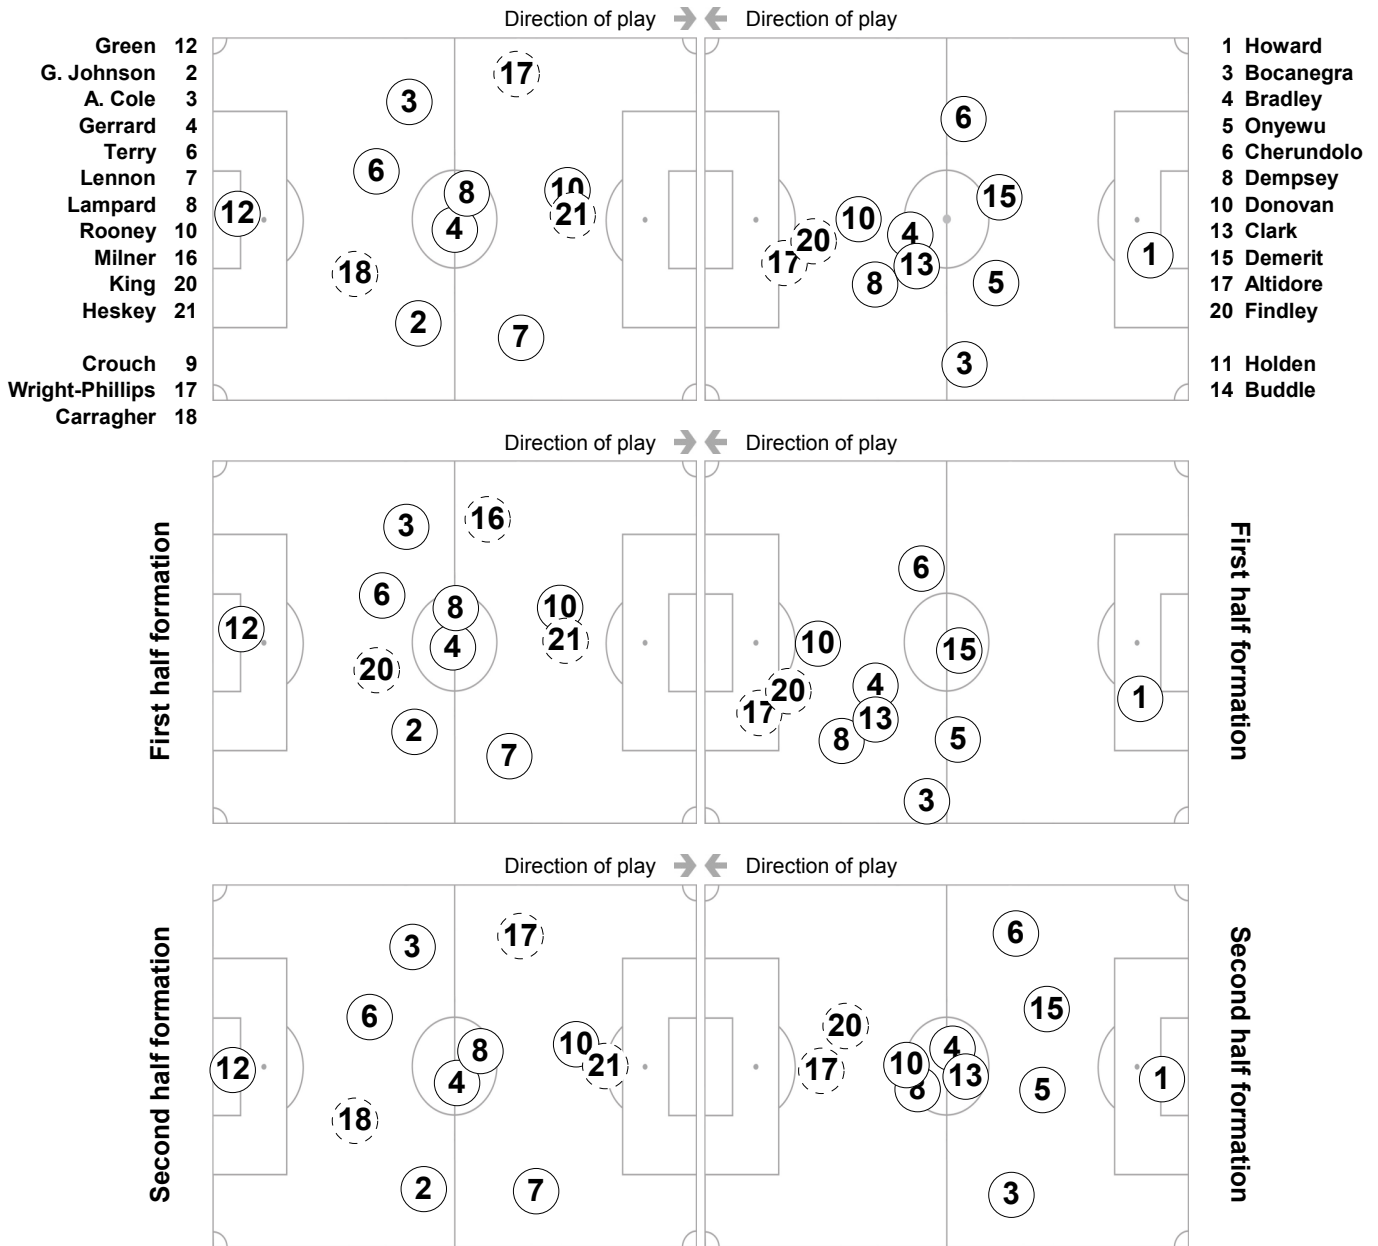 Direction of play Direction of play
Green 12
G. Johnson 2
A. Cole 3
Gerrard 4
Terry 6
Lennon 7
Lampard 8
Rooney 10
Milner 16
King 20
Heskey 21
Crouch 9
Wright-Phillips 17
Carragher 18
17
3
6
8
10
12
21
4
18
2
7
6
15
10
4
20
17
13
1
8
5
3
1 Howard
3 Bocanegra
4 Bradley
5 Onyewu
6 Cherundolo
8 Dempsey
10 Donovan
13 Clark
15 Demerit
17 Altidore
20 Findley
11 Holden
14 Buddle
Direction of play Direction of play
First half formation
3
16
6
8
10
12
21
4
20
2
7
6
10
15
4
20
1
17
13
8
5
3
First half formation
Direction of play Direction of play
Second half formation
17
3
6
8
10
12
21
4
18
2
7
6
15
20
4
10
17
13
1
8
5
3
Second half formation